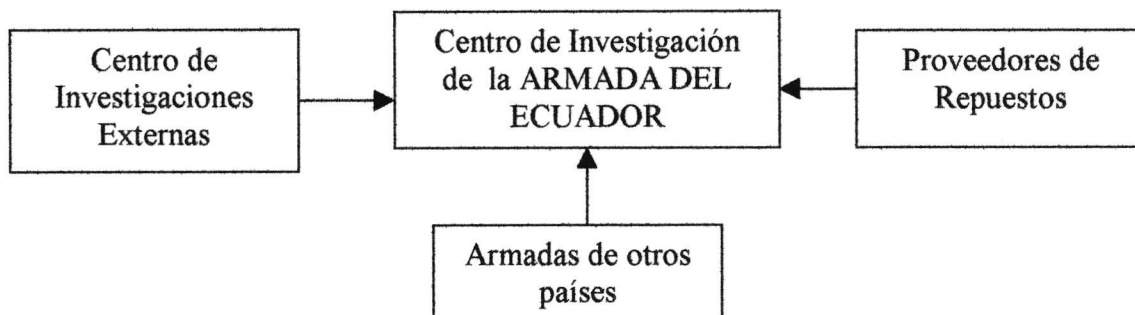 Centro de
Investigaciones
Externas
Centro de Investigación
de la ARMADA DEL
ECUADOR
Proveedores de
Repuestos
Armadas de otros
países